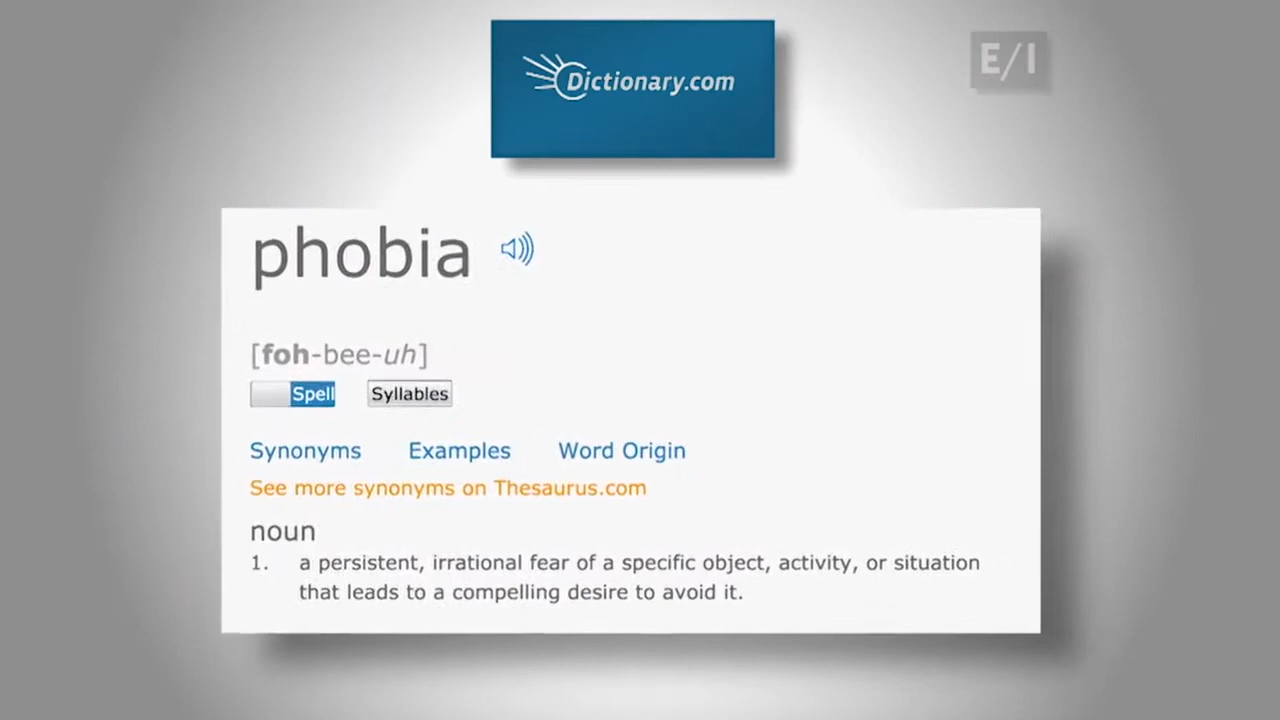 Dictionary.com
E/I
phobia
[foh-bee-uh]
Spell Syllables
Synonyms Examples Word Origin
See more synonyms on Thesaurus.com
noun
1. a persistent, irrational fear of a specific object, activity, or situation
that leads to a compelling desire to avoid it.